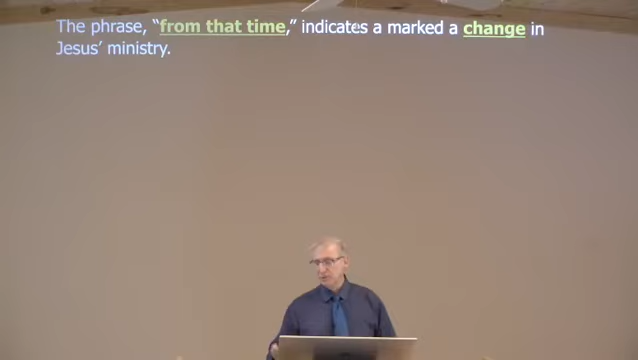 The phrase, “from that time,” indicates a marked a change in
Jesus’ ministry.